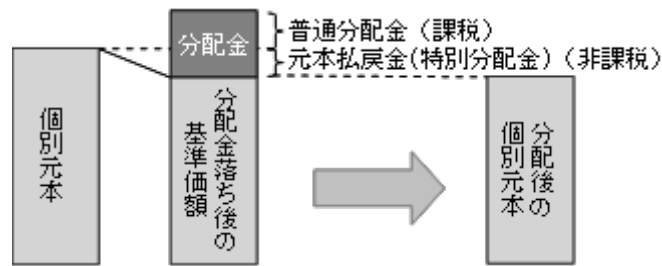 分配金
普通分配金（課税）
元本払戻金(特別分配金)（非課税）
個別元本
分配金落ち後の
基準価額
分配後の
個別元本